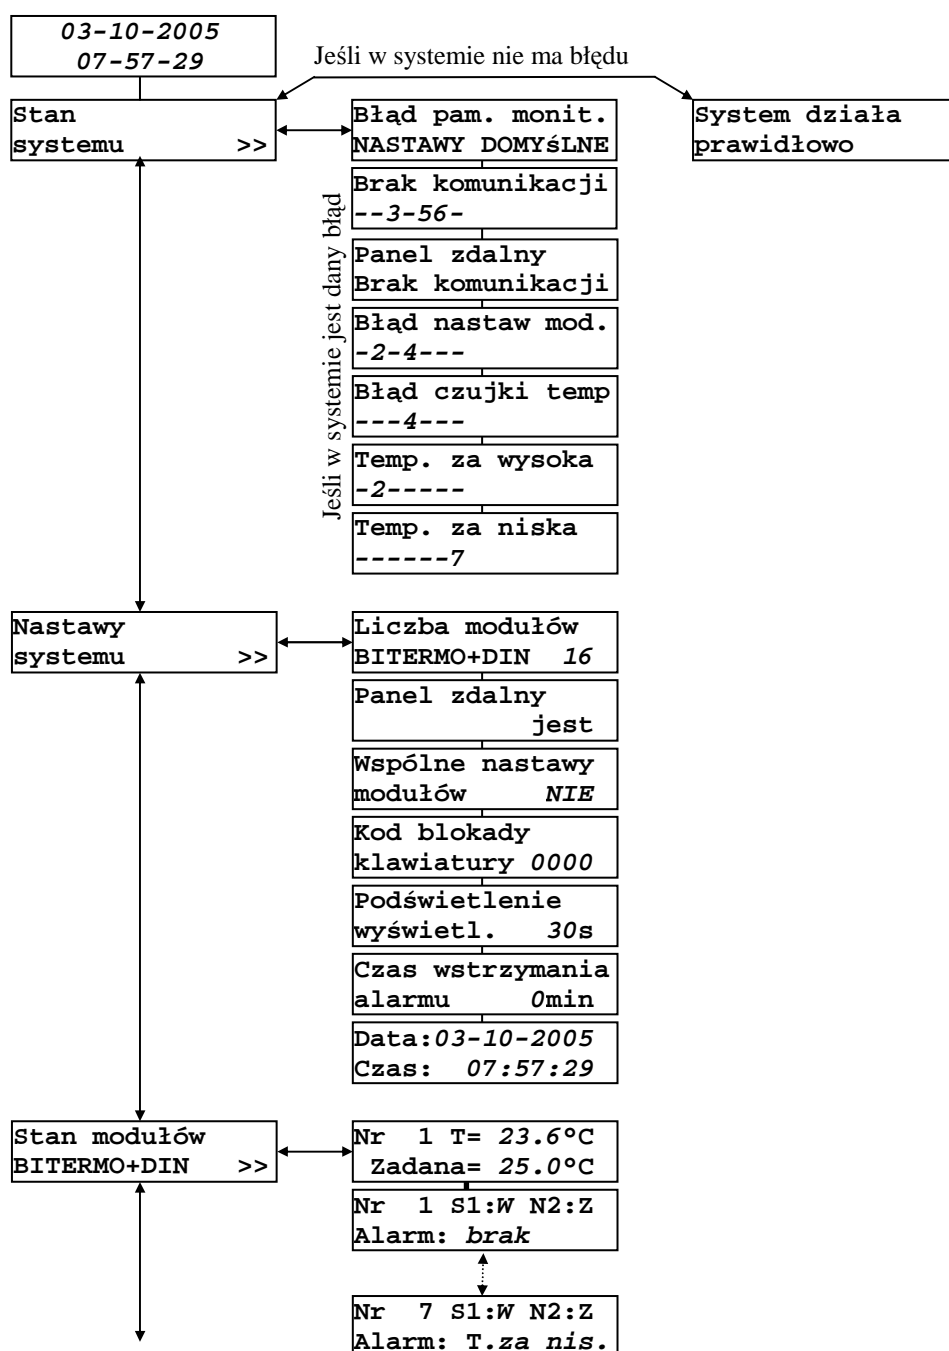 03-10-2005
07-57-29
Jeśli w systemie nie ma błędu
Stan
systemu >>
Błąd pam. monit.
NASTAWY DOMYśLNE
System działa
prawidłowo
Jeśli w systemie jest dany błąd
Brak komunikacji
--3-56-
Panel zdalny
Brak komunikacji
Błąd nastaw mod.
-2-4---
Błąd czujki temp
---4---
Temp. za wysoka
-2-----
Temp. za niska
------7
Nastawy
systemu >>
Liczba modułów
BITERMO+DIN 16
Panel zdalny
jest
Wspólne nastawy
modułów NIE
Kod blokady
klawiatury 0000
Podświetlenie
wyświetl. 30s
Czas wstrzymania
alarmu 0min
Data:03-10-2005
Czas: 07:57:29
Stan modułów
BITERMO+DIN >>
Nr 1 T= 23.6°C
Zadana= 25.0°C
Nr 1 S1:W N2:Z
Alarm: brak
Nr 7 S1:W N2:Z
Alarm: T.za nis.